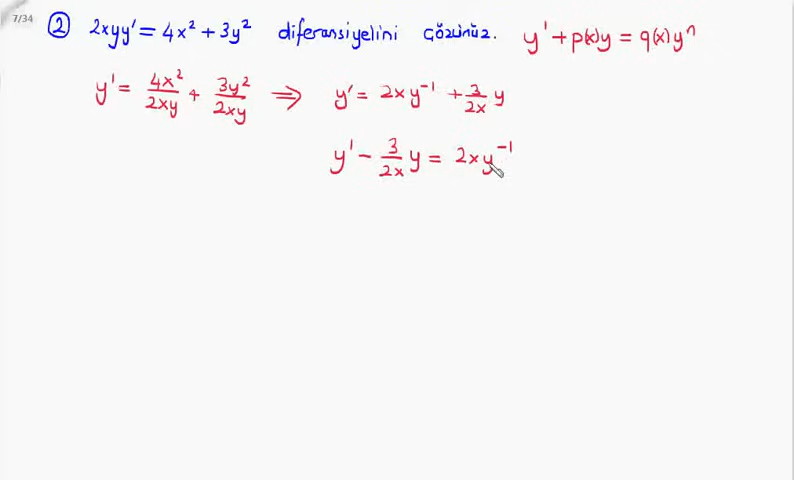 7/34
② 2xyy' = 4x² + 3y² diferansiyelini çözünüz. y' + p(x)y = q(x)yⁿ
y' = 4x²/2xy + 3y²/2xy ⇒ y' = 2xy⁻¹ + 3/2x y
y' - 3/2x y = 2xy⁻¹